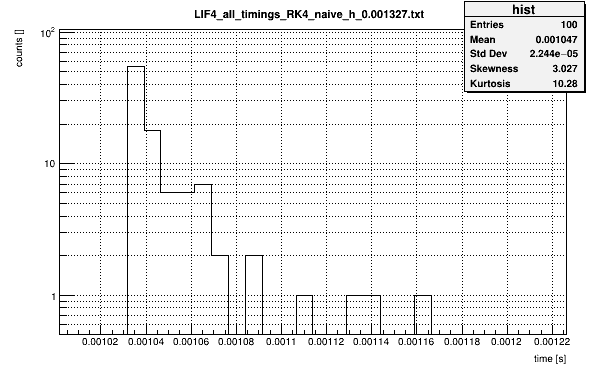 LIF4_all_timings_RK4_naive_h_0.001327.txt
hist
Entries 100
Mean 0.001047
Std Dev 2.244e−05
Skewness 3.027
Kurtosis 10.28
counts []
10²
10
1
0.00102 0.00104 0.00106 0.00108 0.0011 0.00112 0.00114 0.00116 0.00118 0.0012 0.00122
time [s]